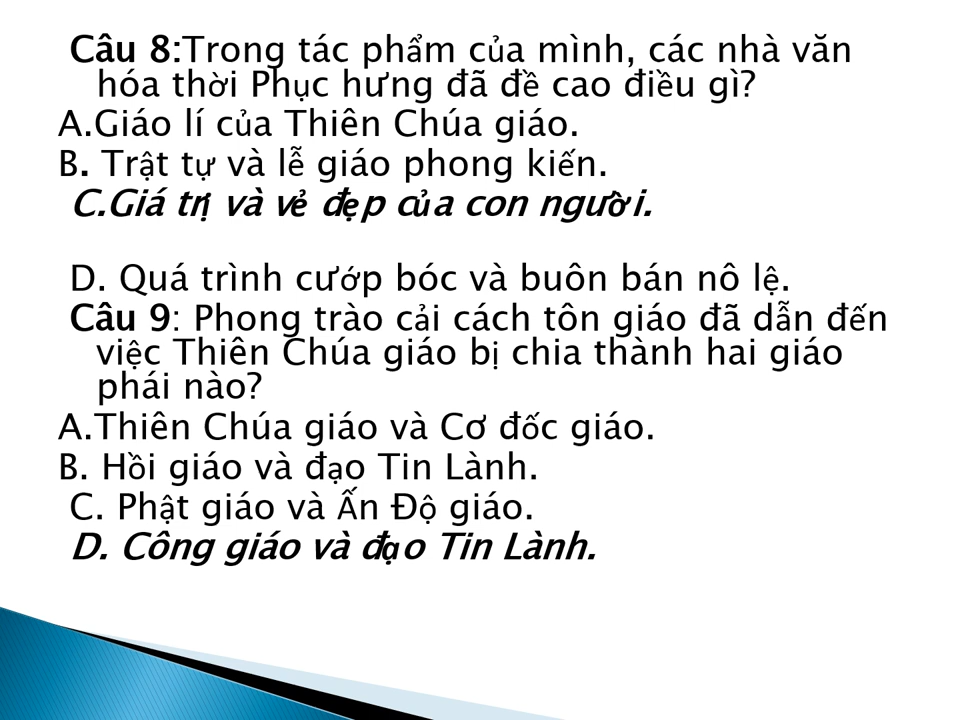 Câu 8:Trong tác phẩm của mình, các nhà văn
hóa thời Phục hưng đã đề cao điều gì?
A.Giáo lí của Thiên Chúa giáo.
B. Trật tự và lễ giáo phong kiến.
C.Giá trị và vẻ đẹp của con người.
D. Quá trình cướp bóc và buôn bán nô lệ.
Câu 9: Phong trào cải cách tôn giáo đã dẫn đến
việc Thiên Chúa giáo bị chia thành hai giáo
phái nào?
A.Thiên Chúa giáo và Cơ đốc giáo.
B. Hồi giáo và đạo Tin Lành.
C. Phật giáo và Ấn Độ giáo.
D. Công giáo và đạo Tin Lành.